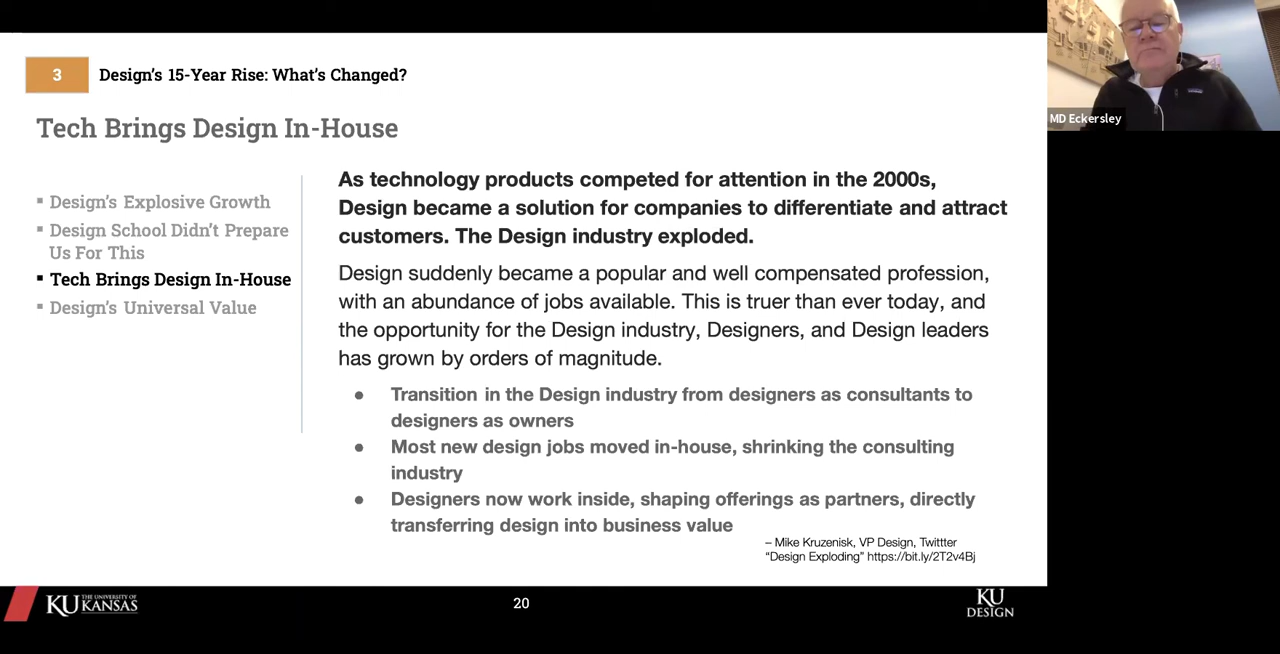 3
Design's 15-Year Rise: What's Changed?
Tech Brings Design In-House
▪ Design's Explosive Growth
▪ Design School Didn't Prepare
Us For This
▪ Tech Brings Design In-House
▪ Design's Universal Value
As technology products competed for attention in the 2000s,
Design became a solution for companies to differentiate and attract
customers. The Design industry exploded.
Design suddenly became a popular and well compensated profession,
with an abundance of jobs available. This is truer than ever today, and
the opportunity for the Design industry, Designers, and Design leaders
has grown by orders of magnitude.
● Transition in the Design industry from designers as consultants to
designers as owners
● Most new design jobs moved in-house, shrinking the consulting
industry
● Designers now work inside, shaping offerings as partners, directly
transferring design into business value
– Mike Kruzenisk, VP Design, Twittter
“Design Exploding” https://bit.ly/2T2v4Bj
KU THE UNIVERSITY OF
KANSAS
20
KU
DESIGN
MD Eckersley